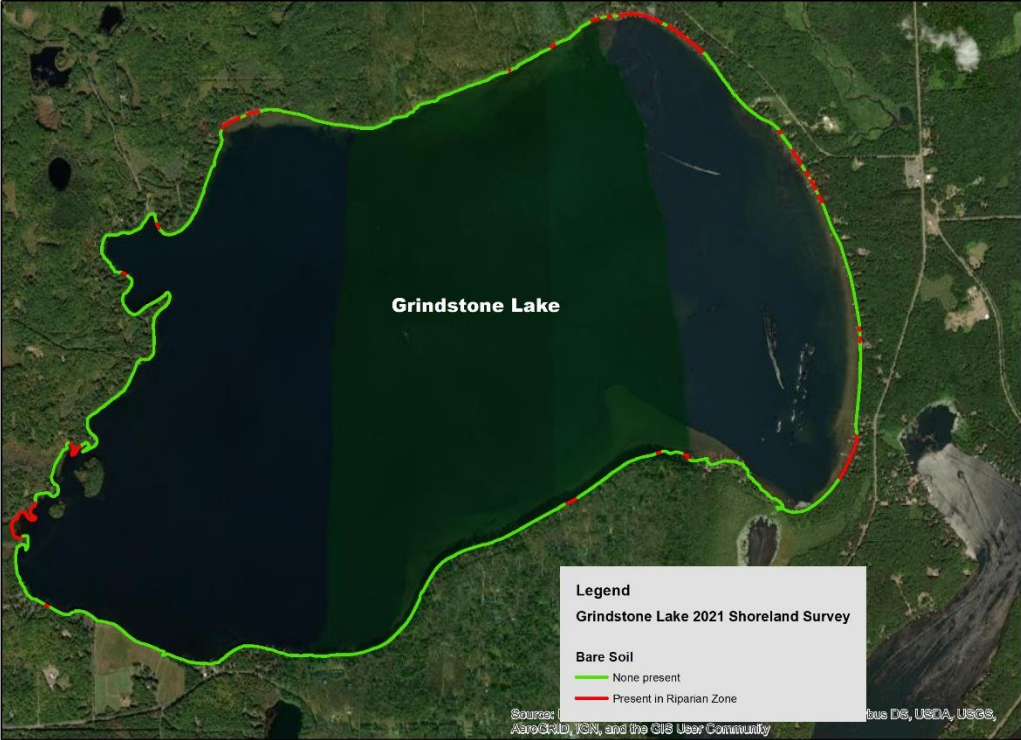 Grindstone Lake
Legend
Grindstone Lake 2021 Shoreland Survey
Bare Soil
None present
Present in Riparian Zone
Source: bus DS, USDA, USGS,
AeroGRID, IGN, and the GIS User Community